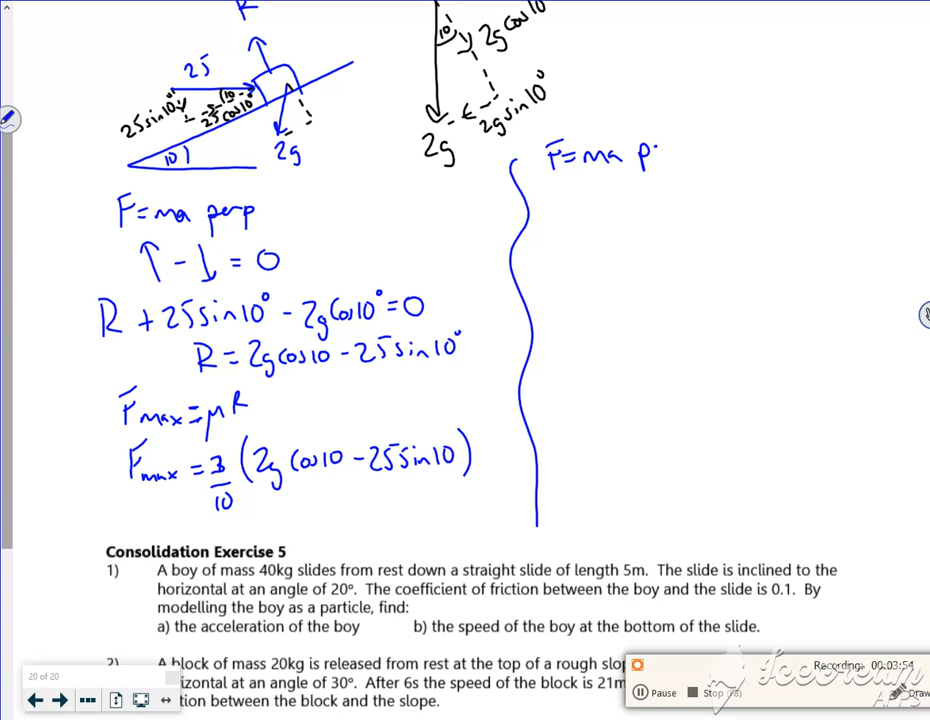 R
25
25sin10°
25
cos10°
10
2g
10
2gcos10
2gsin10°
2g
F=ma p
F=ma perp
↑ - ↓ = 0
R + 25sin10° - 2gcos10° = 0
R = 2gcos10 - 25sin10°
Fmax = μR
Fmax = 3/10 (2gcos10 - 25sin10)
Consolidation Exercise 5
1) A boy of mass 40kg slides from rest down a straight slide of length 5m. The slide is inclined to the
horizontal at an angle of 20°. The coefficient of friction between the boy and the slide is 0.1. By
modelling the boy as a particle, find:
a) the acceleration of the boy b) the speed of the boy at the bottom of the slide.
2) A block of mass 20kg is released from rest at the top of a rough slop
izontal at an angle of 30°. After 6s the speed of the block is 21m
tion between the block and the slope.
20 of 20
Recording: 00:03:54
Pause Stop (F8) Draw
Icecream
APPS